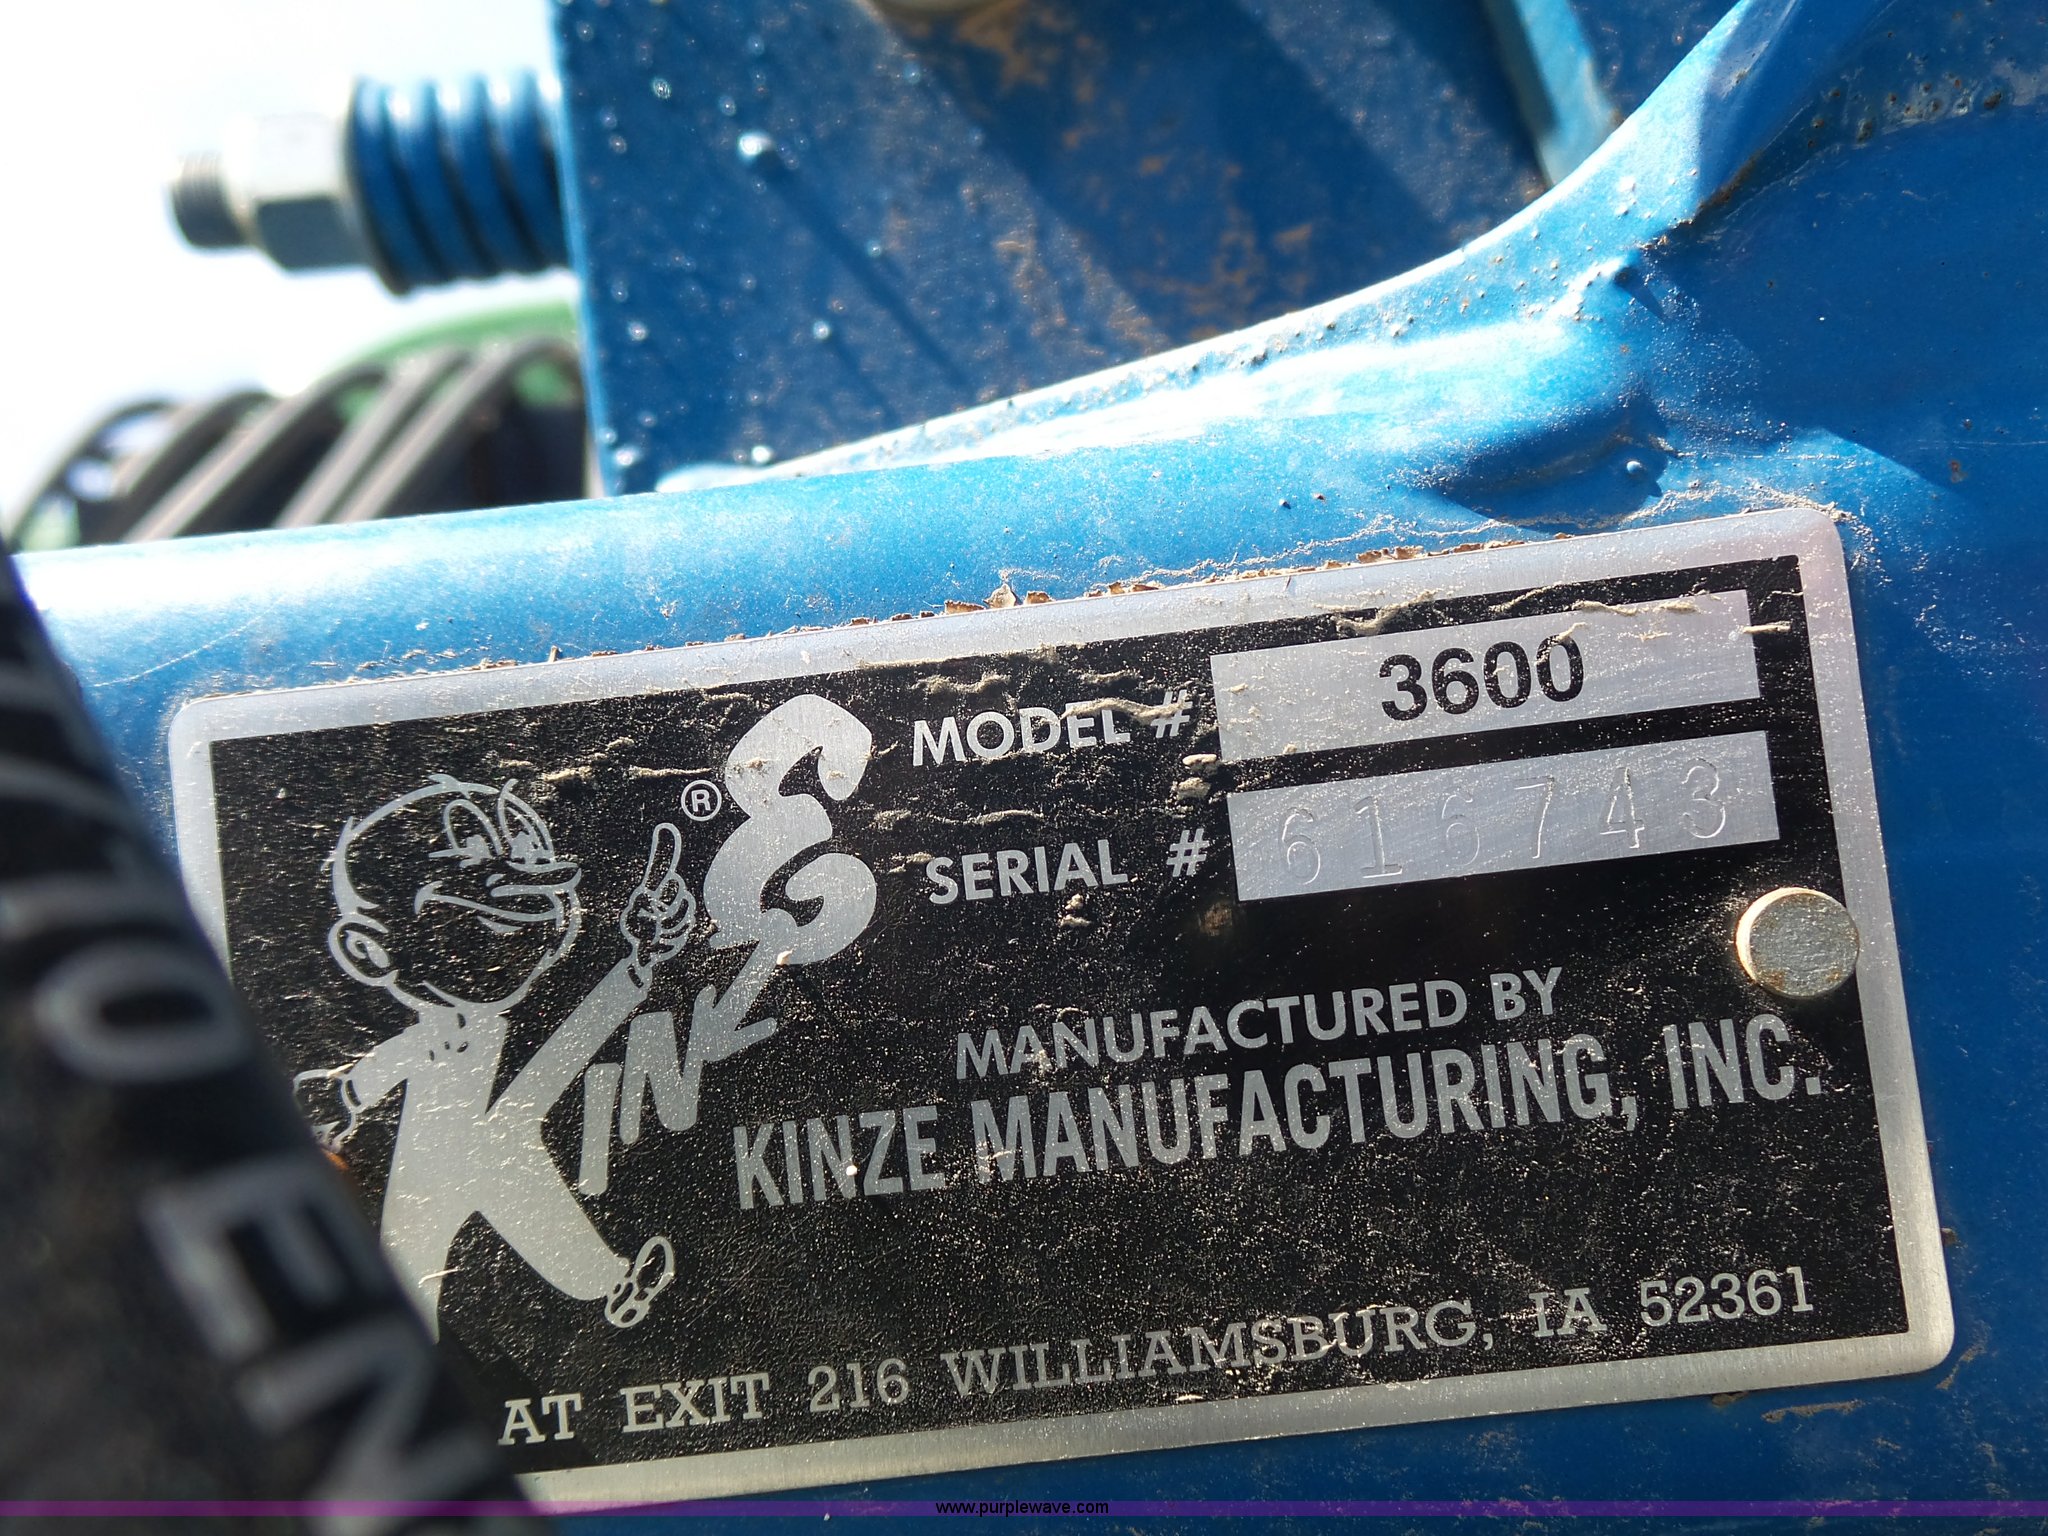 MODEL # 3600
SERIAL # 616743
KINZE ®
MANUFACTURED BY
KINZE MANUFACTURING, INC.
AT EXIT 216 WILLIAMSBURG, IA 52361
www.purplewave.com